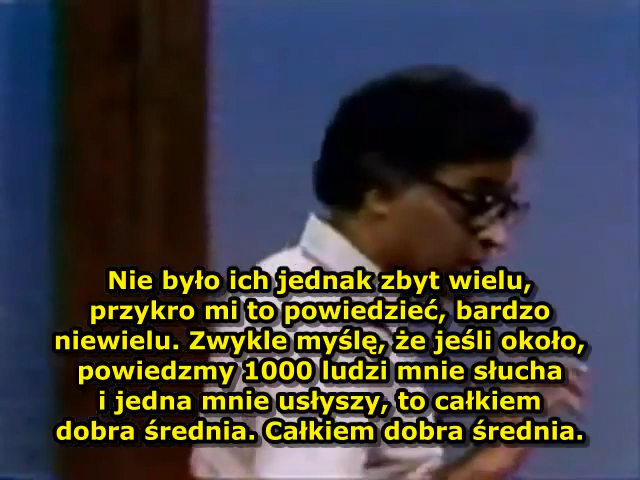 Nie było ich jednak zbyt wielu,
przykro mi to powiedzieć, bardzo
niewielu. Zwykle myślę, że jeśli około,
powiedzmy 1000 ludzi mnie słucha
i jedna mnie usłyszy, to całkiem
dobra średnia. Całkiem dobra średnia.